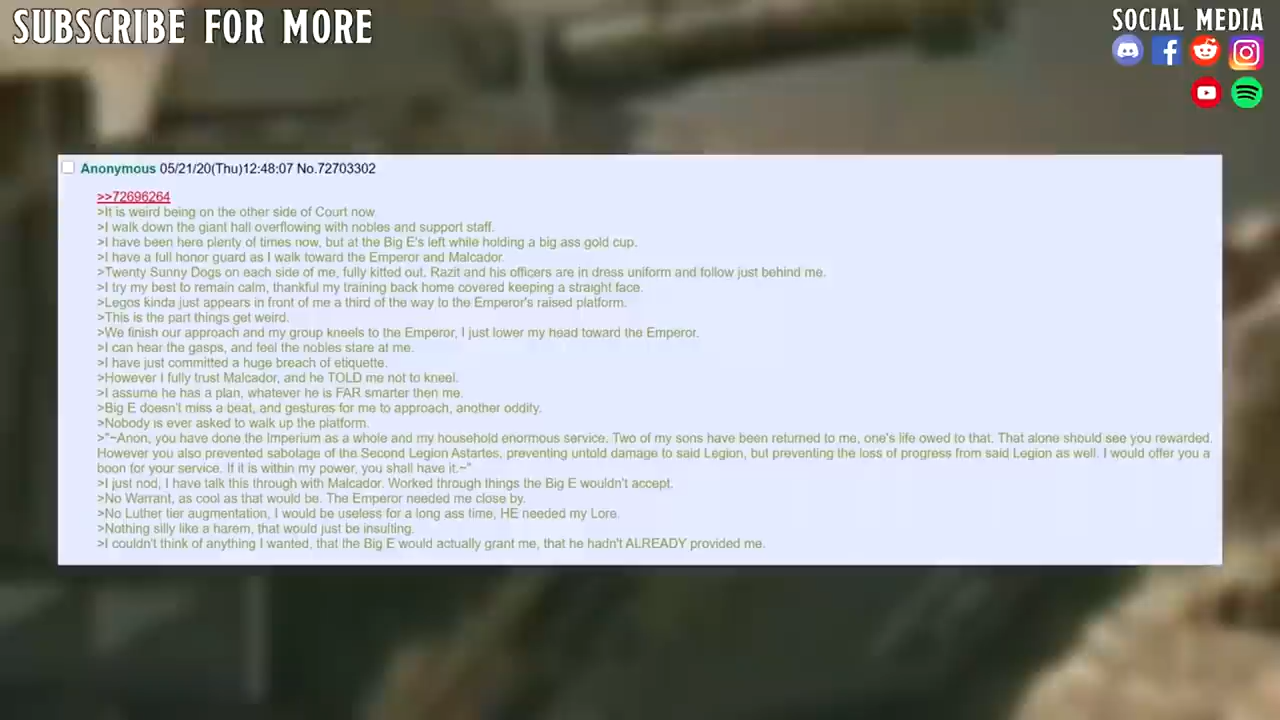 SUBSCRIBE FOR MORE
SOCIAL MEDIA
Anonymous 05/21/20(Thu)12:48:07 No.72703302
>>72696264
>It is weird being on the other side of Court now.
>I walk down the giant hall overflowing with nobles and support staff.
>I have been here plenty of times now, but at the Big E's left while holding a big ass gold cup.
>I have a full honor guard as I walk toward the Emperor and Malcador.
>Twenty Sunny Dogs on each side of me, fully kitted out. Razit and his officers are in dress uniform and follow just behind me.
>I try my best to remain calm, thankful my training back home covered keeping a straight face.
>Legos kinda just appears in front of me a third of the way to the Emperor's raised platform.
>This is the part things get weird.
>We finish our approach and my group kneels to the Emperor, I just lower my head toward the Emperor.
>I can hear the gasps, and feel the nobles stare at me.
>I have just committed a huge breach of etiquette.
>However I fully trust Malcador, and he TOLD me not to kneel.
>I assume he has a plan, whatever he is FAR smarter then me.
>Big E doesn't miss a beat, and gestures for me to approach, another oddity.
>Nobody is ever asked to walk up the platform.
>"~Anon, you have done the Imperium as a whole and my household enormous service. Two of my sons have been returned to me, one's life owed to that. That alone should see you rewarded.
However you also prevented sabotage of the Second Legion Astartes, preventing untold damage to said Legion, but preventing the loss of progress from said Legion as well. I would offer you a
boon for your service. If it is within my power, you shall have it.~"
>I just nod, I have talk this through with Malcador. Worked through things the Big E wouldn't accept.
>No Warrant, as cool as that would be. The Emperor needed me close by.
>No Luther tier augmentation, I would be useless for a long ass time, HE needed my Lore.
>Nothing silly like a harem, that would just be insulting.
>I couldn't think of anything I wanted, that the Big E would actually grant me, that he hadn't ALREADY provided me.